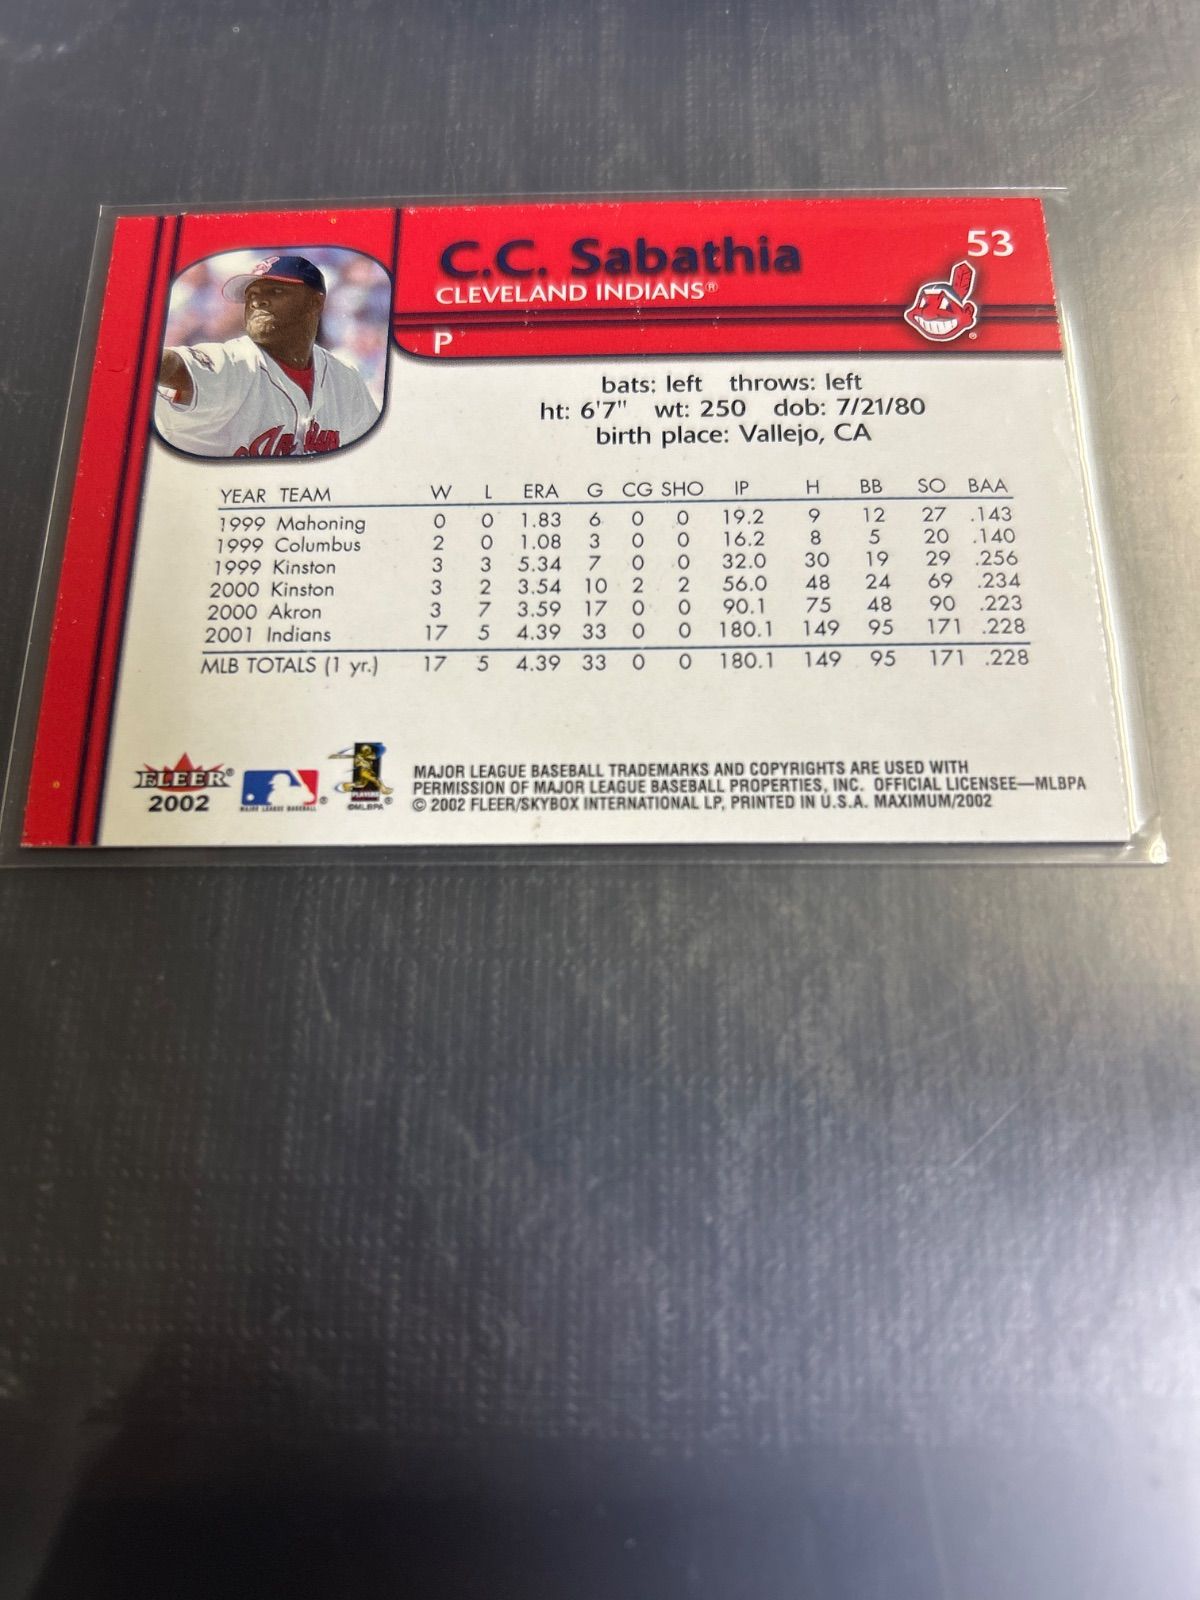 C.C. Sabathia
53
CLEVELAND INDIANS®
P
bats: left throws: left
ht: 6'7" wt: 250 dob: 7/21/80
birth place: Vallejo, CA
YEAR TEAM W L ERA G CG SHO IP H BB SO BAA
1999 Mahoning 0 0 1.83 6 0 0 19.2 9 12 27 .143
1999 Columbus 2 0 1.08 3 0 0 16.2 8 5 20 .140
1999 Kinston 3 3 5.34 7 0 0 32.0 30 19 29 .256
2000 Kinston 3 2 3.54 10 2 2 56.0 48 24 69 .234
2000 Akron 3 7 3.59 17 0 0 90.1 75 48 90 .223
2001 Indians 17 5 4.39 33 0 0 180.1 149 95 171 .228
MLB TOTALS (1 yr.) 17 5 4.39 33 0 0 180.1 149 95 171 .228
FLEER®
2002
MAJOR LEAGUE BASEBALL®
PLAYERS
©MLBPA®
MAJOR LEAGUE BASEBALL TRADEMARKS AND COPYRIGHTS ARE USED WITH
PERMISSION OF MAJOR LEAGUE BASEBALL PROPERTIES, INC. OFFICIAL LICENSEE—MLBPA
© 2002 FLEER/SKYBOX INTERNATIONAL LP, PRINTED IN U.S.A. MAXIMUM/2002